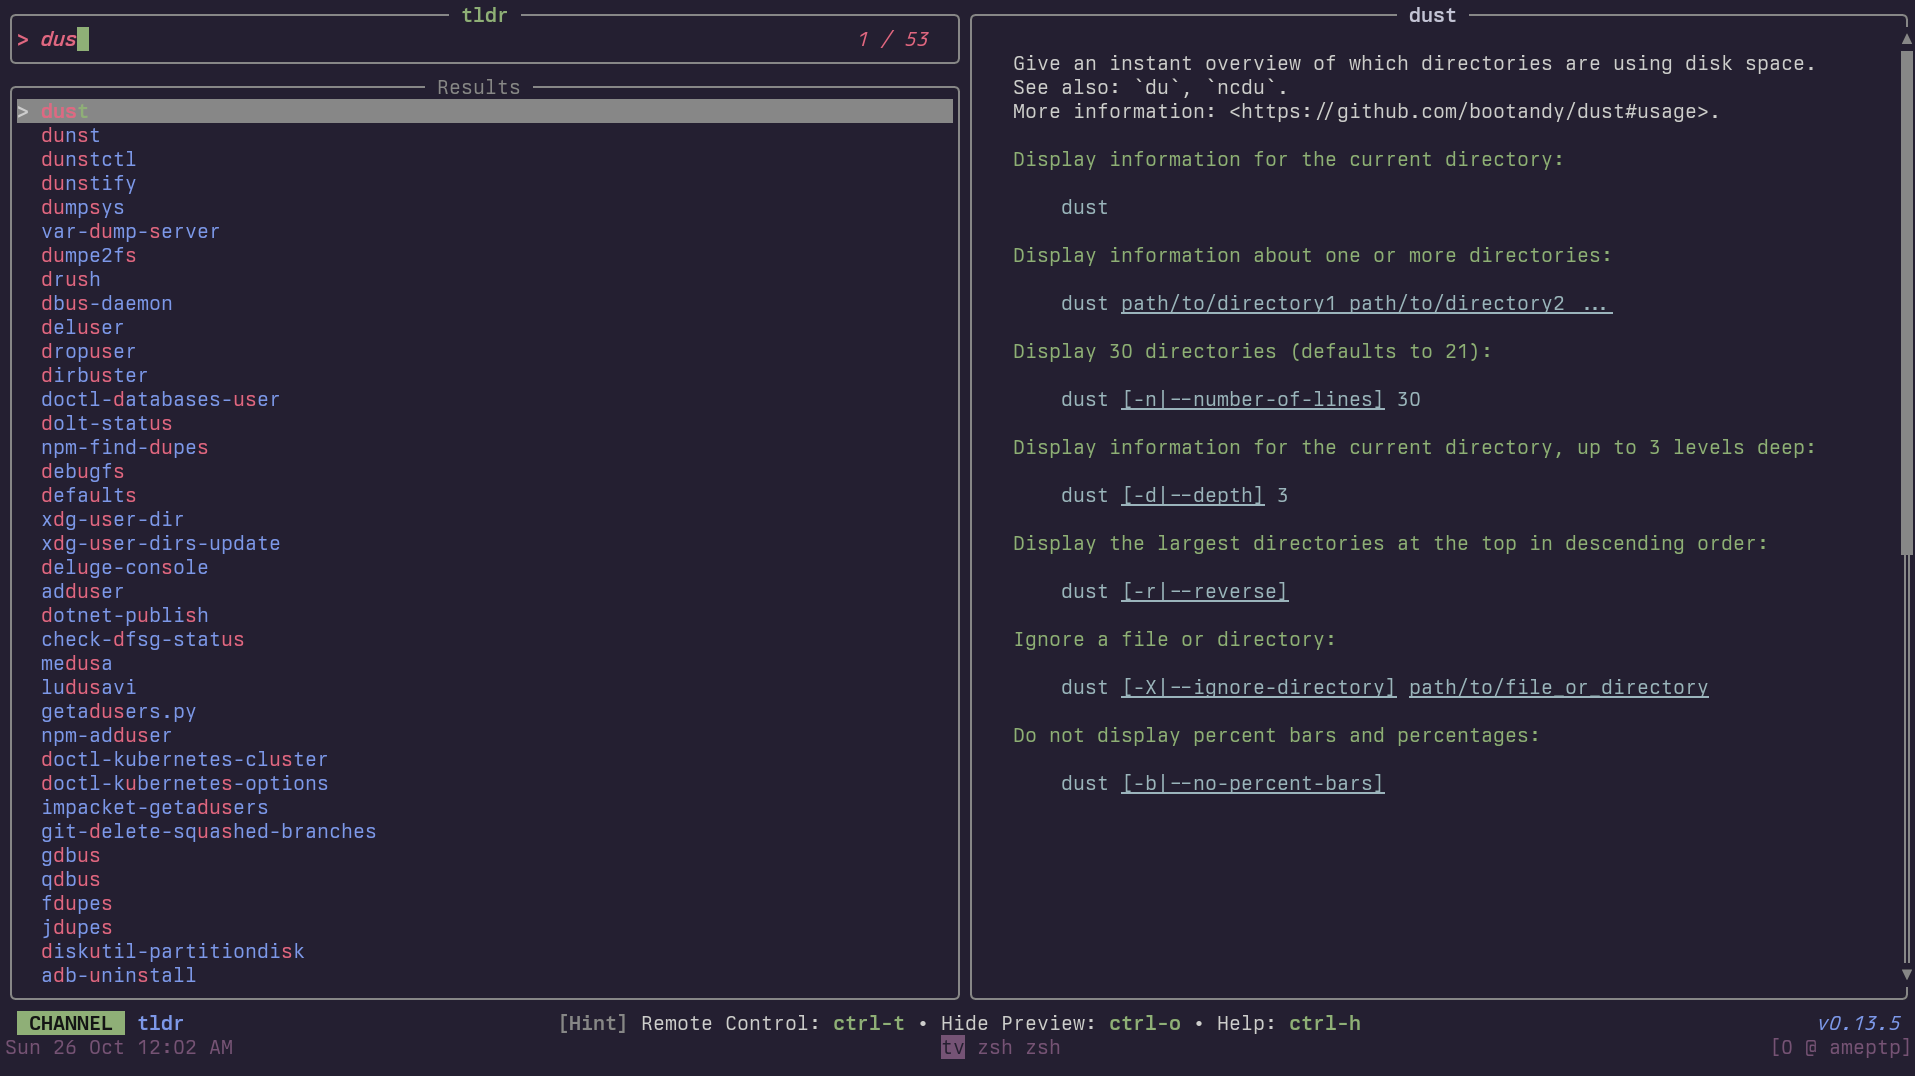 tldr
> dus 1 / 53
Results
> dust
dunst
dunstctl
dunstify
dumpsys
var-dump-server
dumpe2fs
drush
dbus-daemon
deluser
dropuser
dirbuster
doctl-databases-user
dolt-status
npm-find-dupes
debugfs
defaults
xdg-user-dir
xdg-user-dirs-update
deluge-console
adduser
dotnet-publish
check-dfsg-status
medusa
ludusavi
getadusers.py
npm-adduser
doctl-kubernetes-cluster
doctl-kubernetes-options
impacket-getadusers
git-delete-squashed-branches
gdbus
qdbus
fdupes
jdupes
diskutil-partitiondisk
adb-uninstall
dust
Give an instant overview of which directories are using disk space.
See also: `du`, `ncdu`.
More information: <https://github.com/bootandy/dust#usage>.
Display information for the current directory:
dust
Display information about one or more directories:
dust path/to/directory1 path/to/directory2 ...
Display 30 directories (defaults to 21):
dust [-n|--number-of-lines] 30
Display information for the current directory, up to 3 levels deep:
dust [-d|--depth] 3
Display the largest directories at the top in descending order:
dust [-r|--reverse]
Ignore a file or directory:
dust [-X|--ignore-directory] path/to/file_or_directory
Do not display percent bars and percentages:
dust [-b|--no-percent-bars]
CHANNEL tldr [Hint] Remote Control: ctrl-t • Hide Preview: ctrl-o • Help: ctrl-h v0.13.5
Sun 26 Oct 12:02 AM tv zsh zsh [0 @ ameptp]